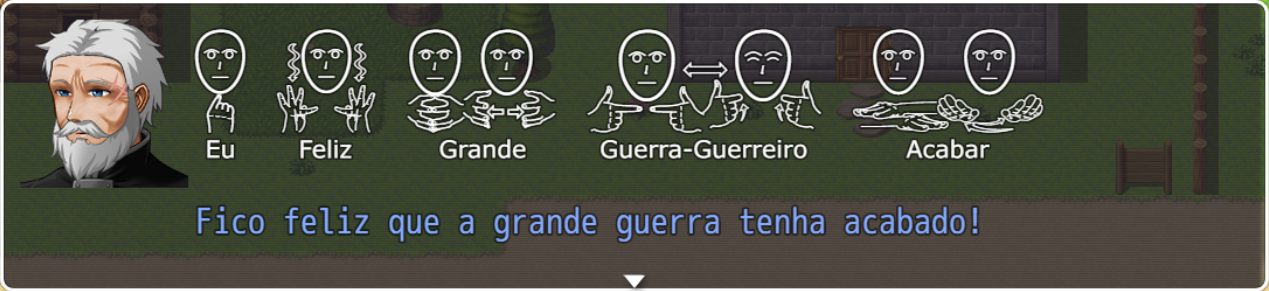 Eu Feliz Grande Guerra-Guerreiro Acabar
Fico feliz que a grande guerra tenha acabado!